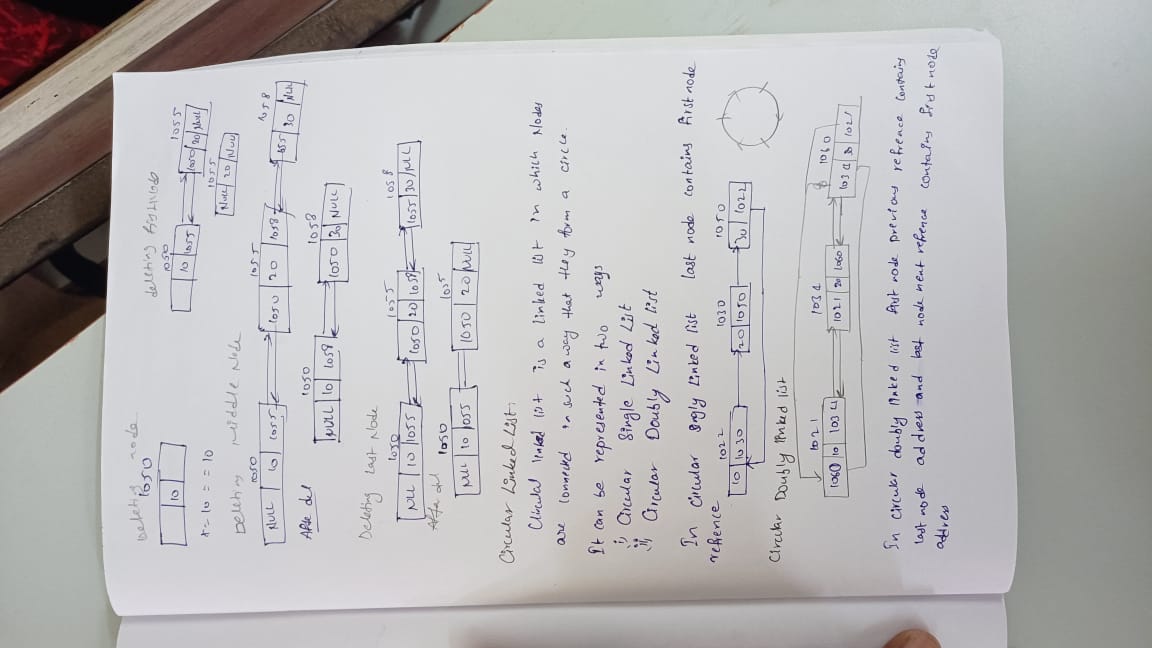 Deleting node
1050
10
x = 10 = = 10
deleting first Node
1050
10 1055
1055
1050 20 NULL
1055
NULL 20 NULL
Deleting Middle Node
1050
NULL 10 1055
1055
1050 20 1058
1058
1055 30 NULL
Afte del
1050
NULL 10 1058
1058
1050 30 NULL
Deleting Last Node
1050
NLL 10 1055
1055
1050 20 1058
1058
1055 30 NLL
Afta del
1050
NULL 10 1055
1055
1050 20 NULL
Circular Linked List:
linked list is a linked list in which Nodes
are connected in such a way that they form a circle.
It can be represented in two ways
i) Circular Single Linked List
ii) Circular Doubly Linked list
In circular singly linked list last node contains first node
refrence
1022
10 1030
1030
20 1050
1050
30 1022
Circular Doubly linked list
1021
1060 10 1034
1034
1021 20 1060
1060
1034 30 1021
In circular doubly linked list first node previous refrence contains
last node address and last node next refrence contains first node
address